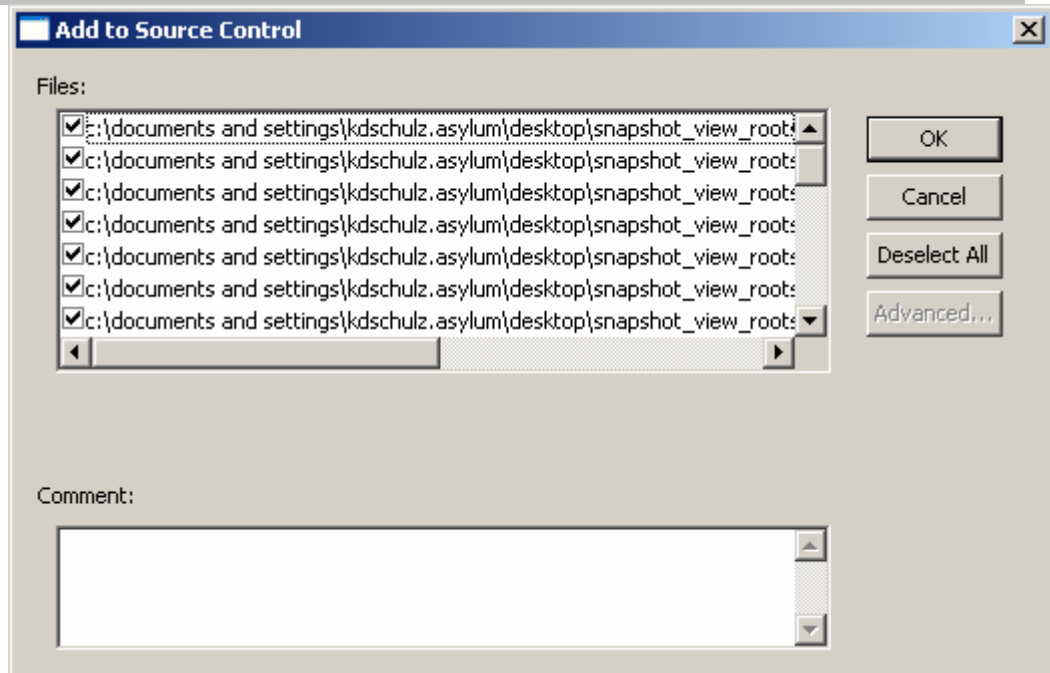 Add to Source Control
Files:
c:\documents and settings\kdschulz.asylum\desktop\snapshot_view_roots
c:\documents and settings\kdschulz.asylum\desktop\snapshot_view_roots
c:\documents and settings\kdschulz.asylum\desktop\snapshot_view_roots
c:\documents and settings\kdschulz.asylum\desktop\snapshot_view_roots
c:\documents and settings\kdschulz.asylum\desktop\snapshot_view_roots
c:\documents and settings\kdschulz.asylum\desktop\snapshot_view_roots
c:\documents and settings\kdschulz.asylum\desktop\snapshot_view_roots
OK
Cancel
Deselect All
Advanced...
Comment: